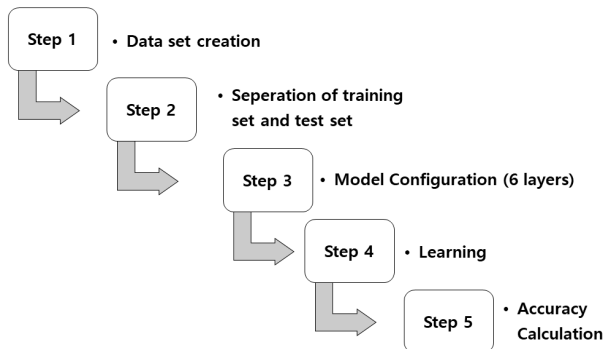 Step 1
• Data set creation
Step 2
• Seperation of training
set and test set
Step 3
• Model Configuration (6 layers)
Step 4
• Learning
Step 5
• Accuracy
Calculation